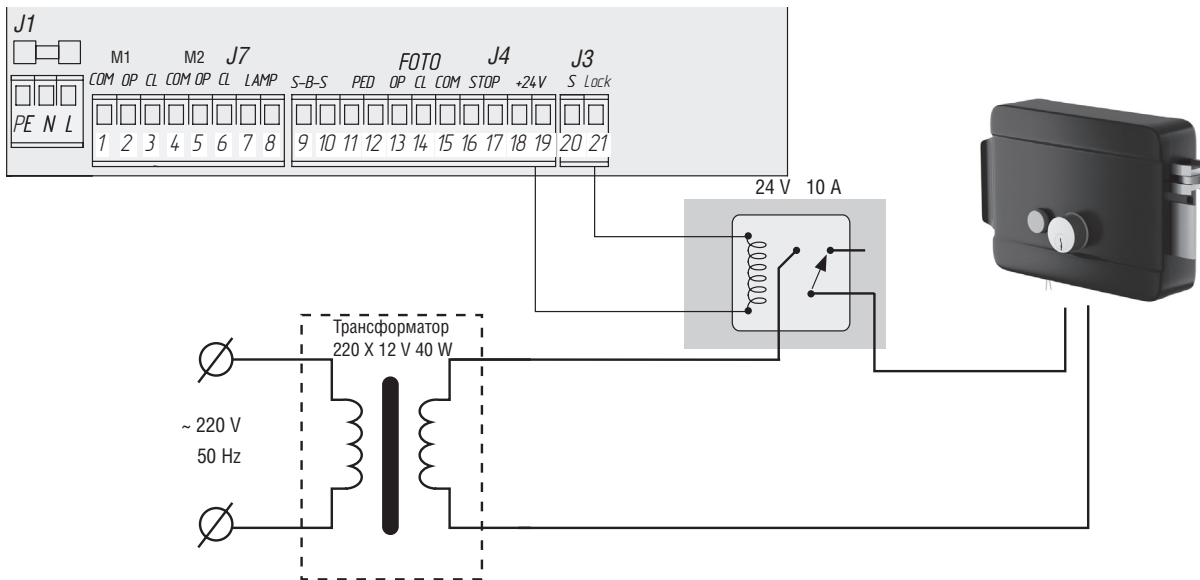 J1
M1 M2 J7 FOTO J4 J3
COM OP CL COM OP CL LAMP S-B-S PED OP CL COM STOP +24V S Lock
PE N L
1 2 3 4 5 6 7 8 9 10 11 12 13 14 15 16 17 18 19 20 21
24 V 10 A
Трансформатор
220 X 12 V 40 W
~ 220 V
50 Hz